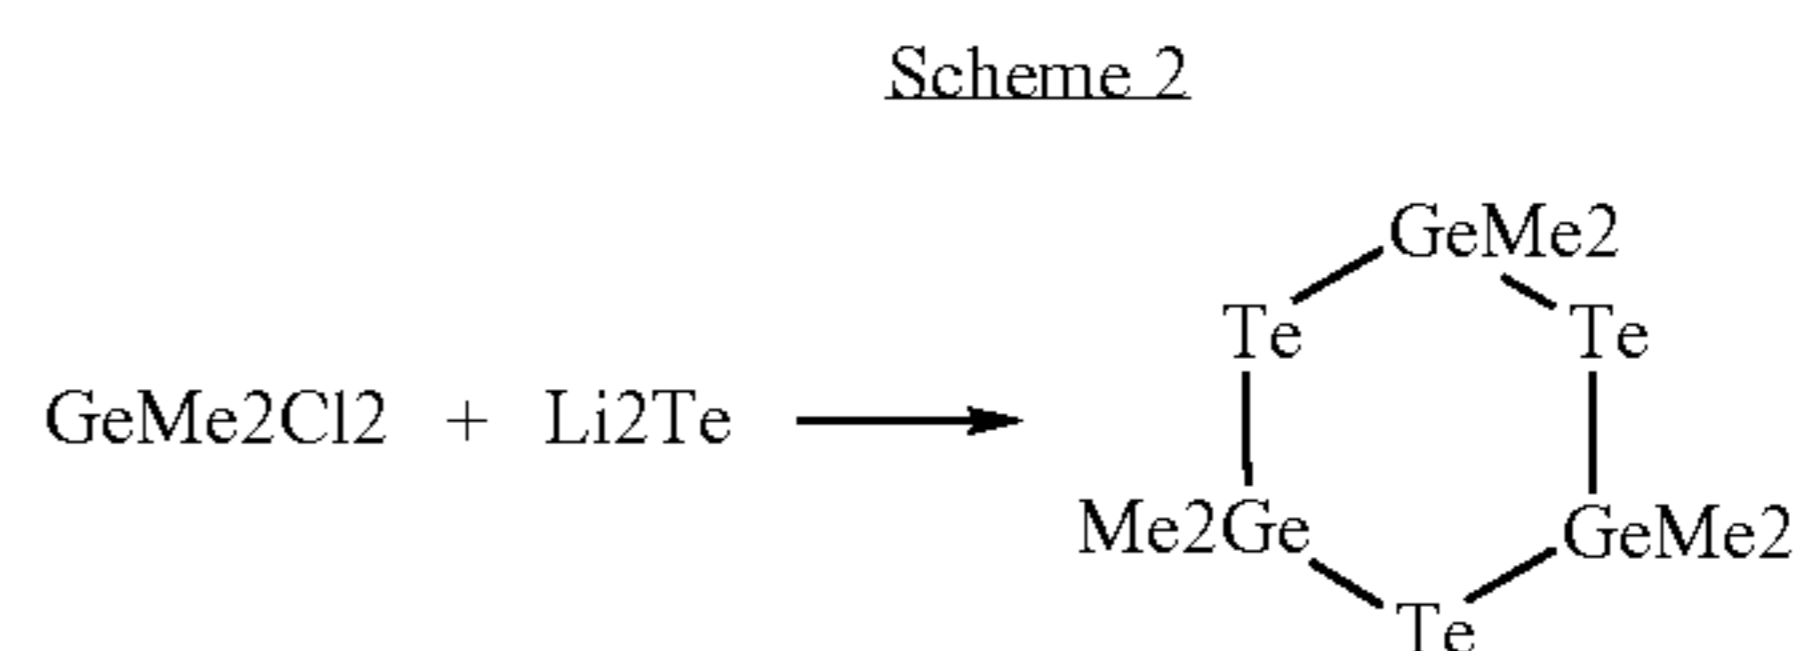 Scheme 2
GeMe2
Te Te
GeMe2Cl2 + Li2Te
Me2Ge GeMe2
Te